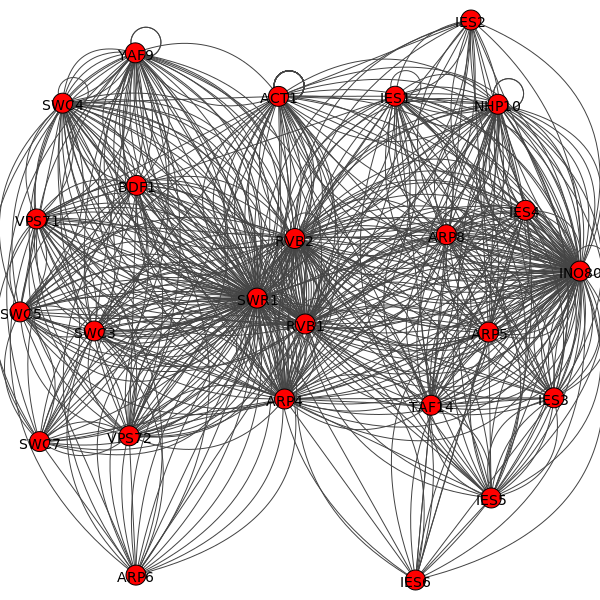 IES2
YAF9
SWC4
ACT1
IES1
NHP10
BDF1
VPS71
IES4
RVB2
ARP8
INO80
SWR1
SWC5
SWC3
RVB1
ARP5
ARP4
TAF14
IES3
SWC7
VPS72
IES5
ARP6
IES6